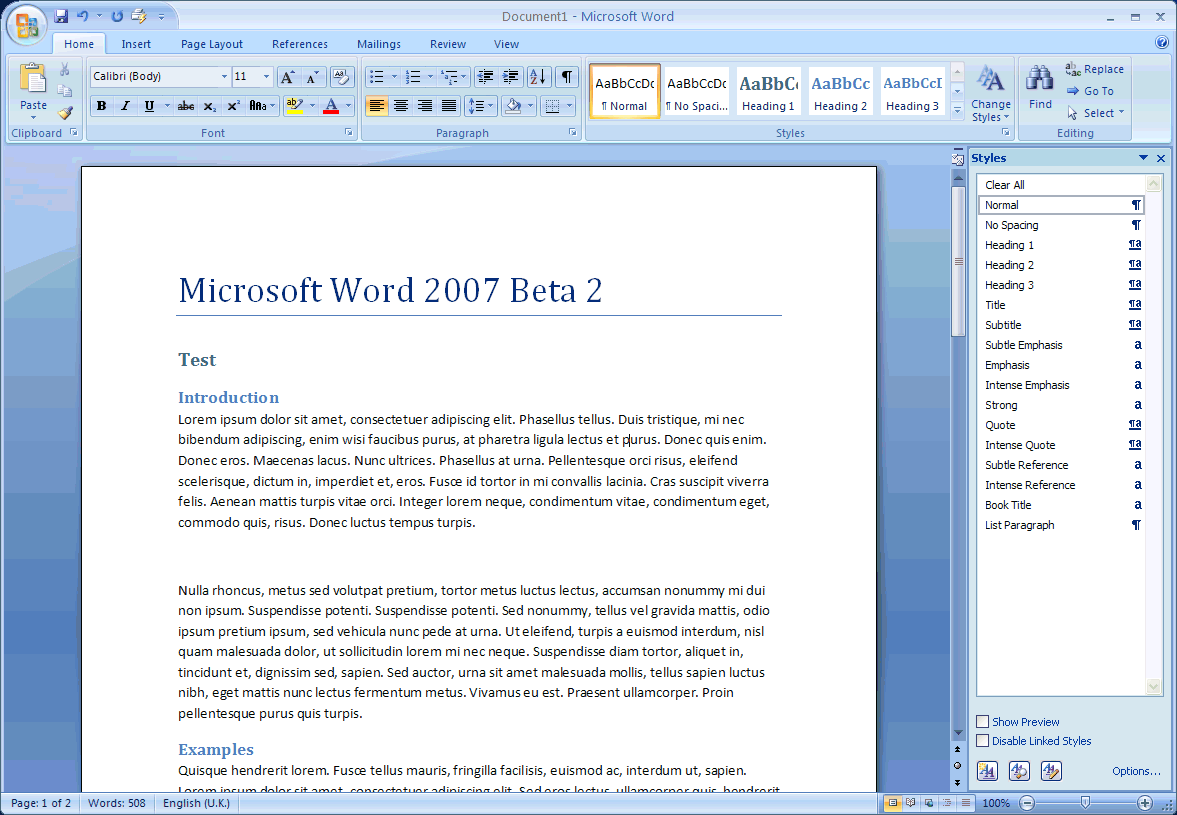 Document1 - Microsoft Word
Home Insert Page Layout References Mailings Review View
Paste
Clipboard
Calibri (Body) 11
B I U abc x₂ x² Aa
Font
Paragraph
AaBbCcDc AaBbCcDc AaBbC AaBbCc AaBbCcI
¶ Normal ¶ No Spaci... Heading 1 Heading 2 Heading 3
Change
Styles
Styles
Find
Replace
Go To
Select
Editing
Microsoft Word 2007 Beta 2
Test
Introduction
Lorem ipsum dolor sit amet, consectetuer adipiscing elit. Phasellus tellus. Duis tristique, mi nec
bibendum adipiscing, enim wisi faucibus purus, at pharetra ligula lectus et purus. Donec quis enim.
Donec eros. Maecenas lacus. Nunc ultrices. Phasellus at urna. Pellentesque orci risus, eleifend
scelerisque, dictum in, imperdiet et, eros. Fusce id tortor in mi convallis lacinia. Cras suscipit viverra
felis. Aenean mattis turpis vitae orci. Integer lorem neque, condimentum vitae, condimentum eget,
commodo quis, risus. Donec luctus tempus turpis.
Nulla rhoncus, metus sed volutpat pretium, tortor metus luctus lectus, accumsan nonummy mi dui
non ipsum. Suspendisse potenti. Suspendisse potenti. Sed nonummy, tellus vel gravida mattis, odio
ipsum pretium ipsum, sed vehicula nunc pede at urna. Ut eleifend, turpis a euismod interdum, nisl
quam malesuada dolor, ut sollicitudin lorem mi nec neque. Suspendisse diam tortor, aliquet in,
tincidunt et, dignissim sed, sapien. Sed auctor, urna sit amet malesuada mollis, tellus sapien luctus
nibh, eget mattis nunc lectus fermentum metus. Vivamus eu est. Praesent ullamcorper. Proin
pellentesque purus quis turpis.
Examples
Quisque hendrerit lorem. Fusce tellus mauris, fringilla facilisis, euismod ac, interdum ut, sapien.
Lorem ipsum dolor sit amet, consectetuer adipiscing elit. Sed eros lectus, ullamcorper quis, hendrerit
Styles
Clear All
Normal ¶
No Spacing ¶
Heading 1 ¶a
Heading 2 ¶a
Heading 3 ¶a
Title ¶a
Subtitle ¶a
Subtle Emphasis a
Emphasis a
Intense Emphasis a
Strong a
Quote ¶a
Intense Quote ¶a
Subtle Reference a
Intense Reference a
Book Title a
List Paragraph ¶
Show Preview
Disable Linked Styles
Options...
Page: 1 of 2 Words: 508 English (U.K.) 100%